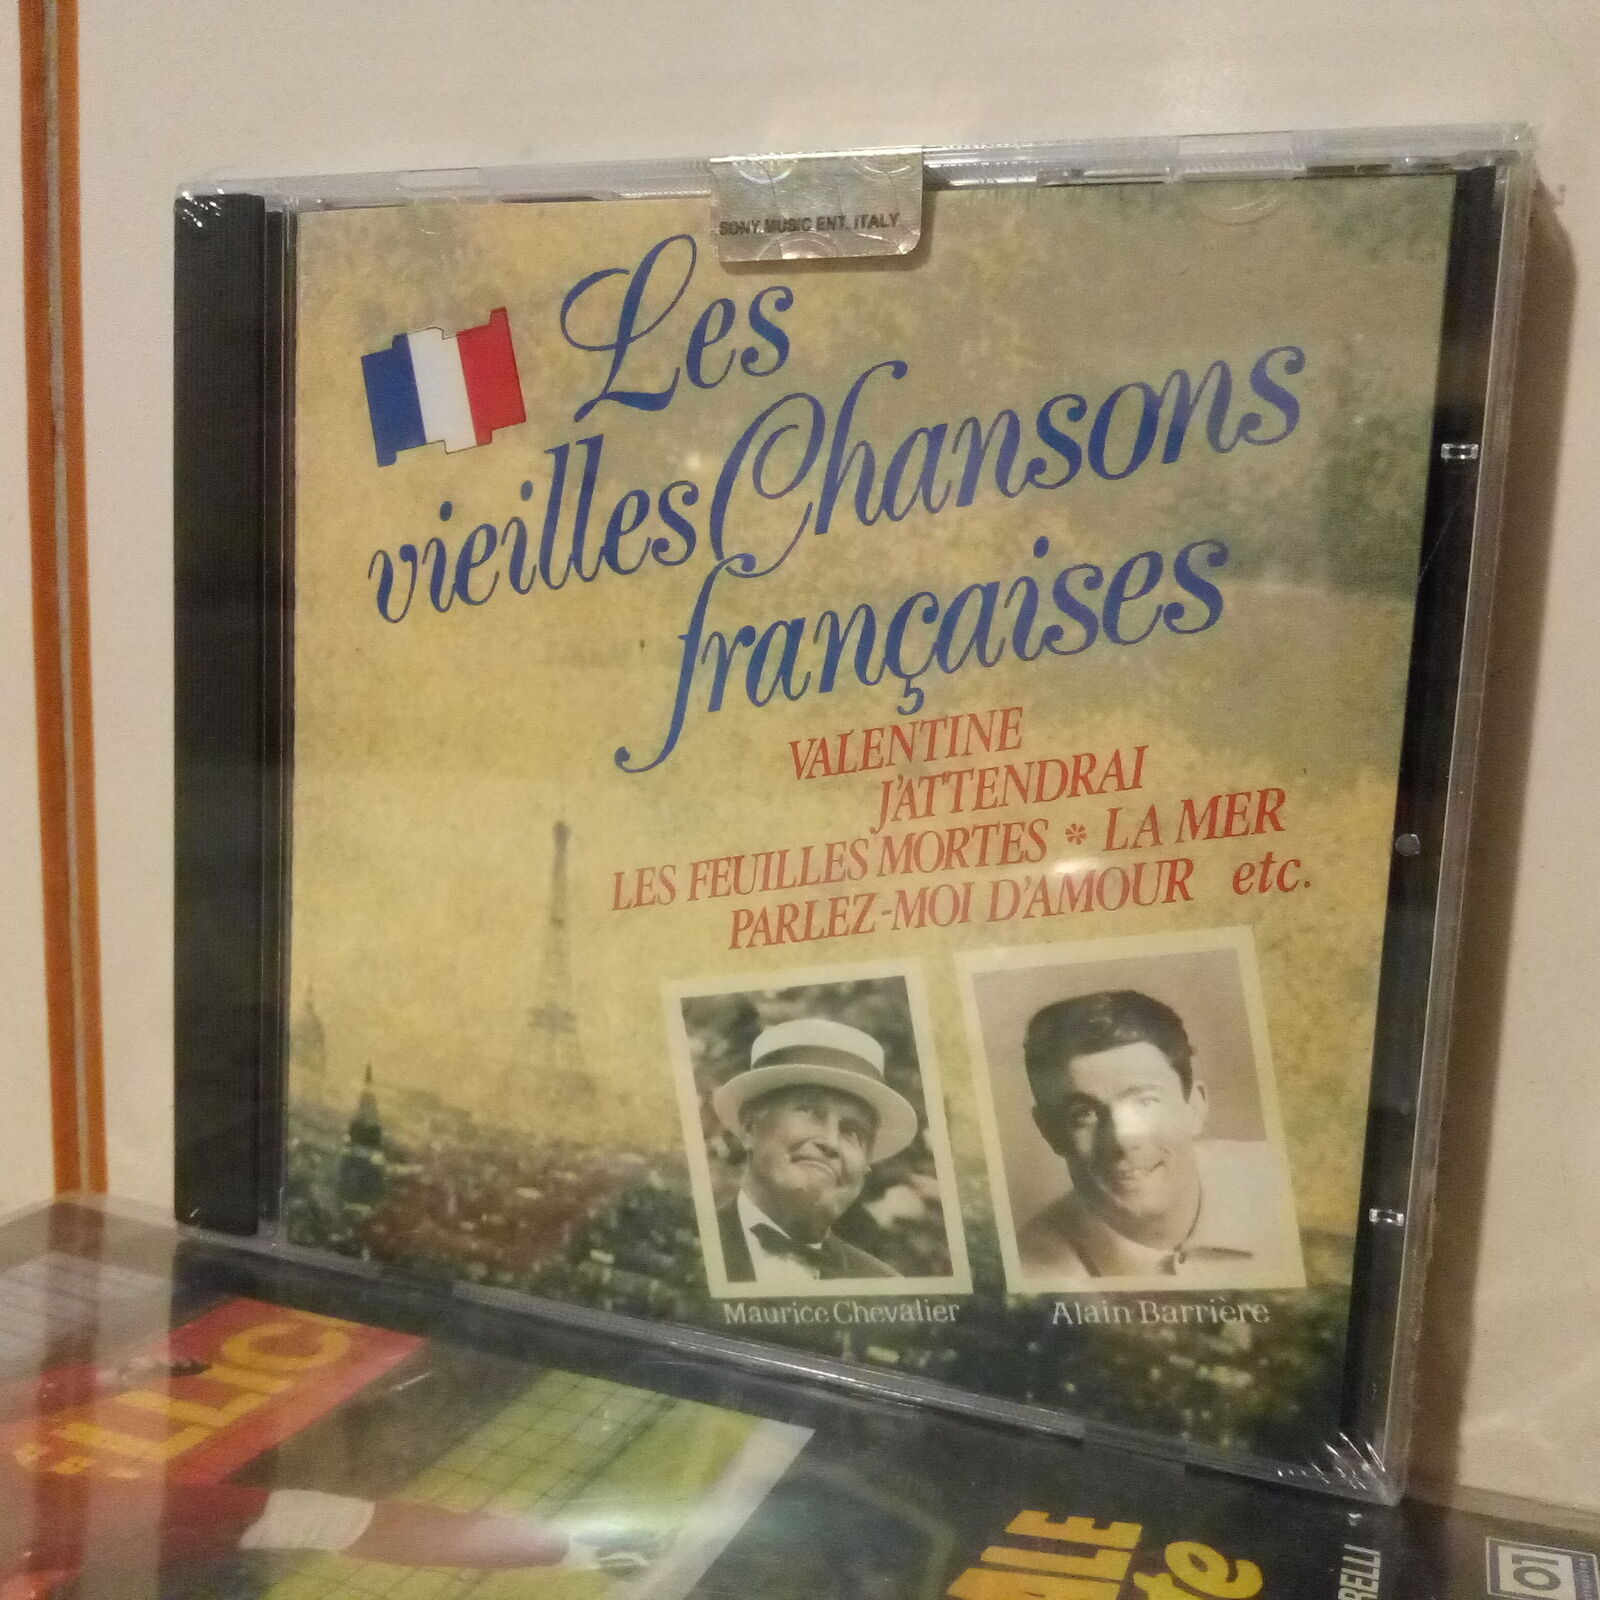 SONY MUSIC ENT. ITALY
Les
vieilles Chansons
françaises
VALENTINE
J'ATTENDRAI
LES FEUILLES MORTES * LA MER
PARLEZ-MOI D'AMOUR etc.
Maurice Chevalier
Alain Barrière